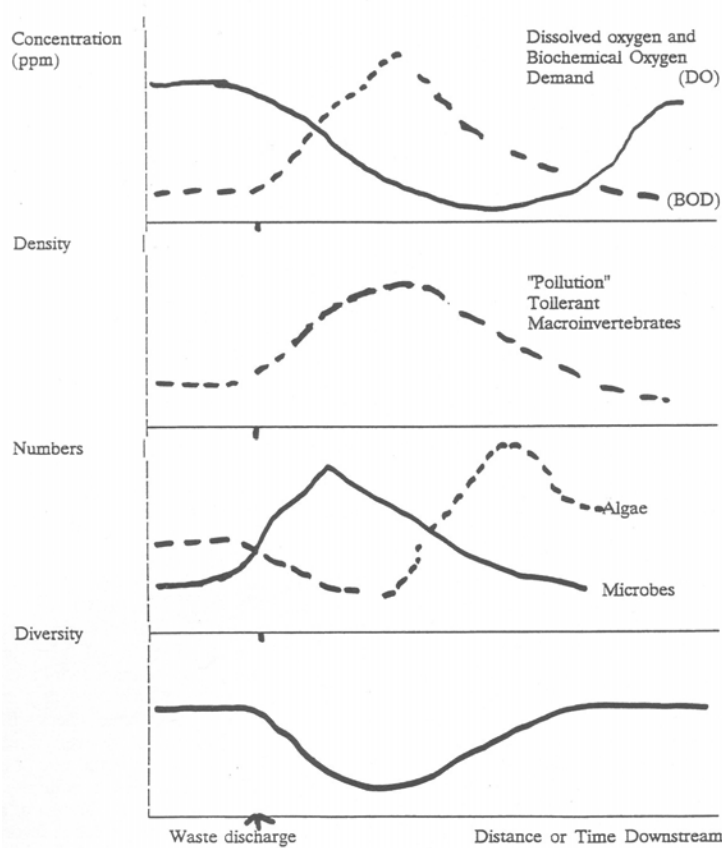 Concentration
(ppm)
Dissolved oxygen and
Biochemical Oxygen
Demand (DO)
(BOD)
Density
"Pollution"
Tollerant
Macroinvertebrates
Numbers
Algae
Microbes
Diversity
Waste discharge
Distance or Time Downstream